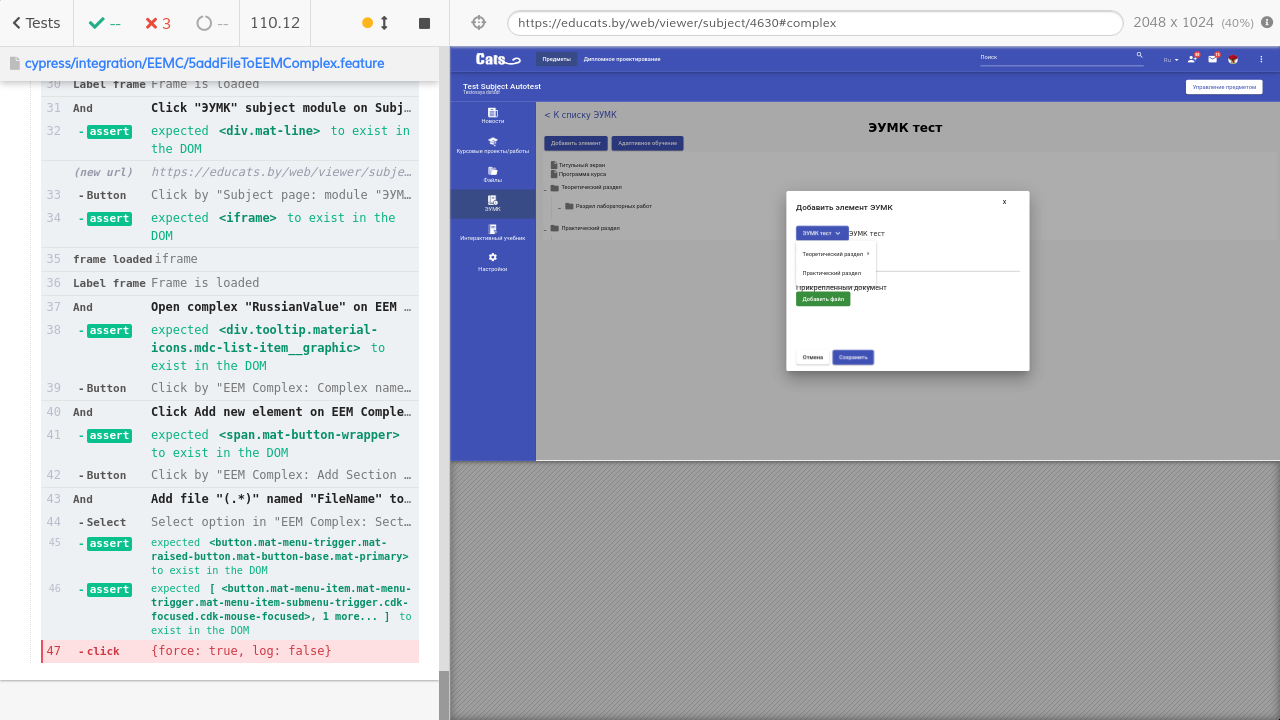 Tests
--
3
--
110.12
https://educats.by/web/viewer/subject/4630#complex
2048 x 1024 (40%)
cypress/integration/EEMC/5addFileToEEMComplex.feature
30 Label frame Frame is loaded
31 And Click "ЭУМК" subject module on Subj…
32 - assert expected <div.mat-line> to exist in
the DOM
(new url) https://educats.by/web/viewer/subje…
33 - Button Click by "Subject page: module "ЭУМ…
34 - assert expected <iframe> to exist in the
DOM
35 frame loaded iframe
36 Label frame Frame is loaded
37 And Open complex "RussianValue" on EEM …
38 - assert expected <div.tooltip.material-
icons.mdc-list-item__graphic> to
exist in the DOM
39 - Button Click by "EEM Complex: Complex name…
40 And Click Add new element on EEM Comple…
41 - assert expected <span.mat-button-wrapper>
to exist in the DOM
42 - Button Click by "EEM Complex: Add Section …
43 And Add file "(.*)" named "FileName" to…
44 - Select Select option in "EEM Complex: Sect…
45 - assert expected <button.mat-menu-trigger.mat-
raised-button.mat-button-base.mat-primary>
to exist in the DOM
46 - assert expected [ <button.mat-menu-item.mat-menu-
trigger.mat-menu-item-submenu-trigger.cdk-
focused.cdk-mouse-focused>, 1 more... ] to
exist in the DOM
47 - click {force: true, log: false}
Cats
Предметы
Дипломное проектирование
Поиск
Ru
Test Subject Autotest
Управление предметом
Новости
Курсовые проекты/работы
Файлы
ЭУМК
Интерактивный учебник
Настройки
< К списку ЭУМК
ЭУМК тест
Добавить элемент
Адаптивное обучение
Титульный экран
Программа курса
Теоретический раздел
Раздел лабораторных работ
Практический раздел
Добавить элемент ЭУМК
x
ЭУМК тест
ЭУМК тест
Теоретический раздел
Практический раздел
Прикрепленный документ
Добавить файл
Отмена
Сохранить